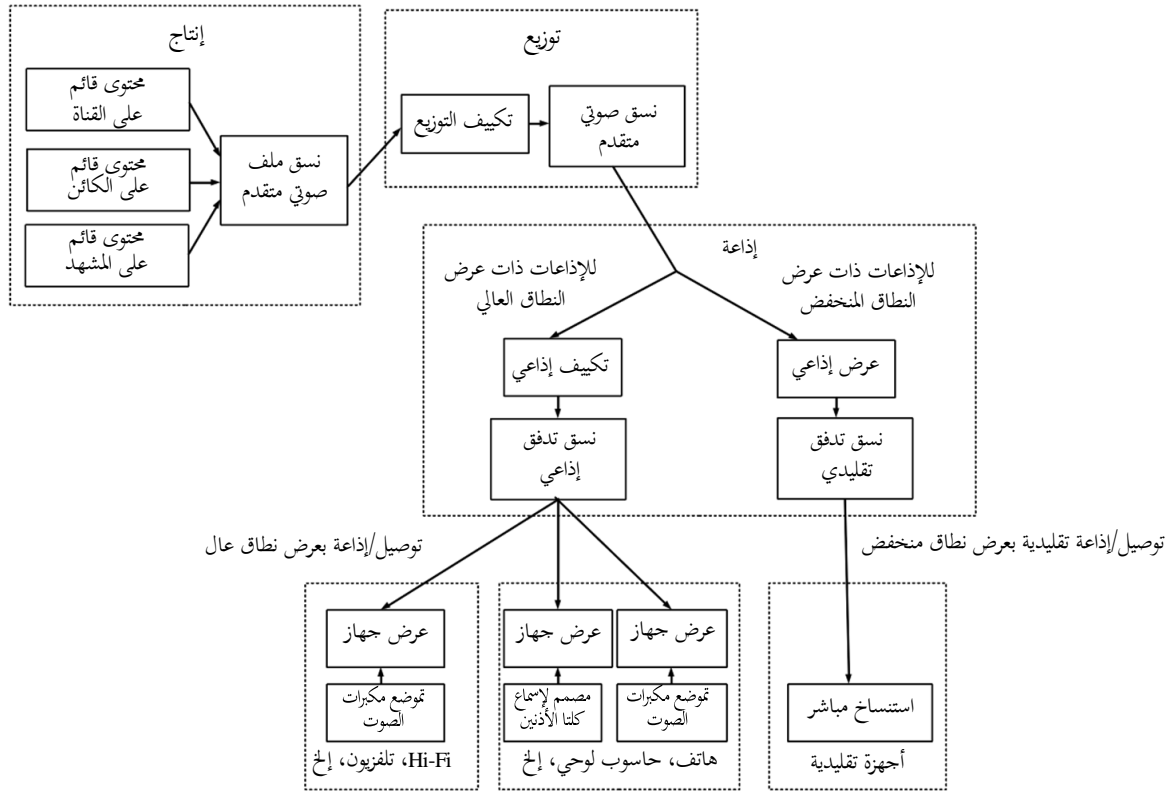 إنتاج
محتوى قائم
على القناة
محتوى قائم
على الكائن
محتوى قائم
على المشهد
نسق ملف
صوتي متقدم
توزيع
تكييف التوزيع
نسق صوتي
متقدم
إذاعة
للإذاعات ذات عرض
النطاق المنخفض
للإذاعات ذات عرض
النطاق العالي
عرض إذاعي
تكييف إذاعي
نسق تدفق
تقليدي
نسق تدفق
إذاعي
توصيل/إذاعة تقليدية بعرض نطاق منخفض
توصيل/إذاعة بعرض نطاق عال
عرض جهاز
تموضع مكبرات
الصوت
Hi-Fi، تلفزيون، إلخ
عرض جهاز
مصمم لإسماع
كلتا الأذنين
عرض جهاز
تموضع مكبرات
الصوت
هاتف، حاسوب لوحي، إلخ
استنساخ مباشر
أجهزة تقليدية